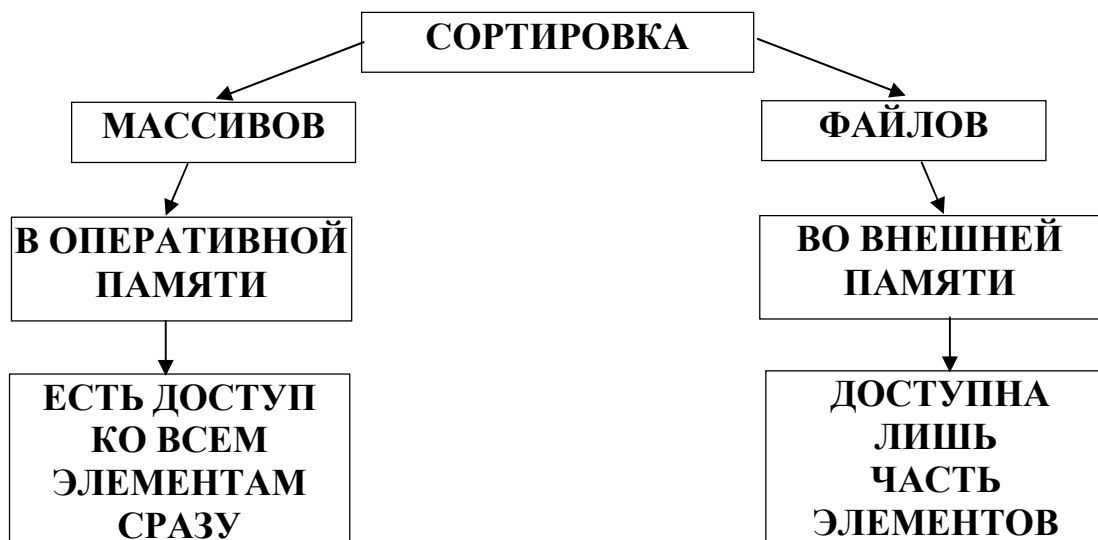 СОРТИРОВКА
МАССИВОВ
ФАЙЛОВ
В ОПЕРАТИВНОЙ
ПАМЯТИ
ВО ВНЕШНЕЙ
ПАМЯТИ
ЕСТЬ ДОСТУП
КО ВСЕМ
ЭЛЕМЕНТАМ
СРАЗУ
ДОСТУПНА
ЛИШЬ
ЧАСТЬ
ЭЛЕМЕНТОВ